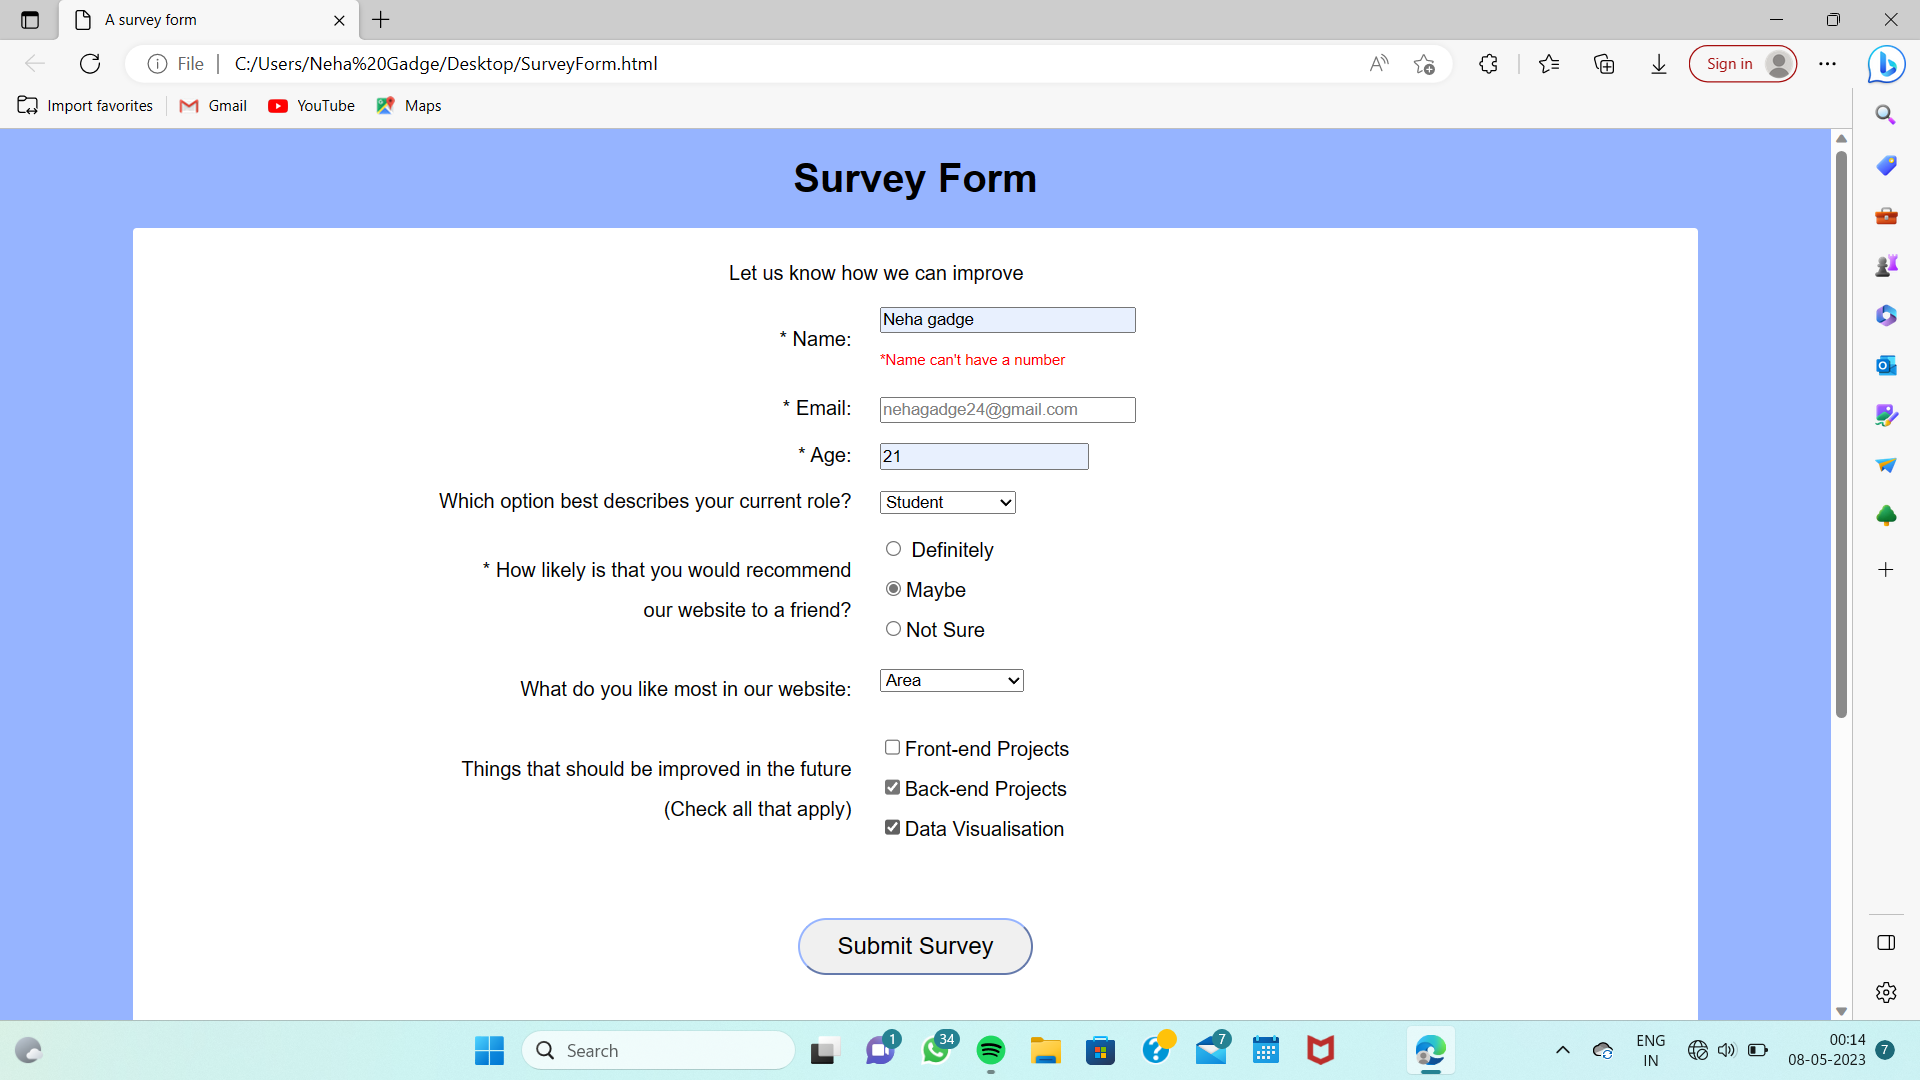 A survey form
File
C:/Users/Neha%20Gadge/Desktop/SurveyForm.html
Sign in
Import favorites
Gmail
YouTube
Maps
Survey Form
Let us know how we can improve
* Name:
Neha gadge
*Name can't have a number
* Email:
nehagadge24@gmail.com
* Age:
21
Which option best describes your current role?
Student
* How likely is that you would recommend
our website to a friend?
Definitely
Maybe
Not Sure
What do you like most in our website:
Area
Things that should be improved in the future
(Check all that apply)
Front-end Projects
Back-end Projects
Data Visualisation
Submit Survey
Search
1
34
7
ENG
IN
00:14
08-05-2023
7